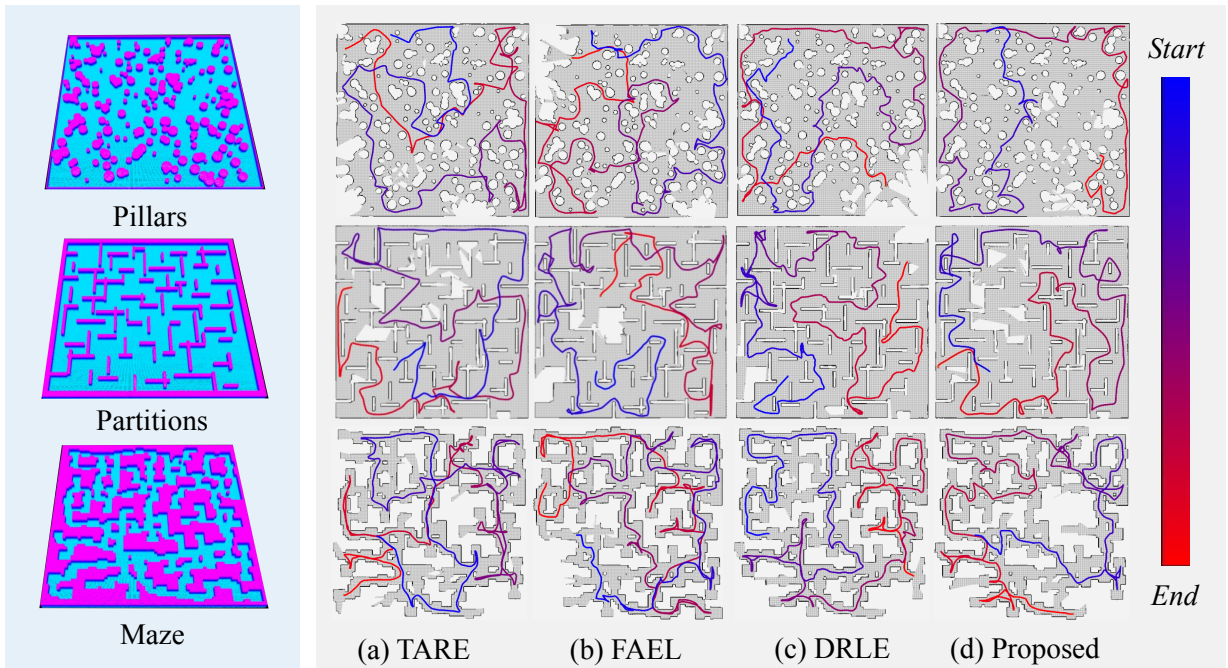 Pillars
Partitions
Maze
(a) TARE
(b) FAEL
(c) DRLE
(d) Proposed
Start
End